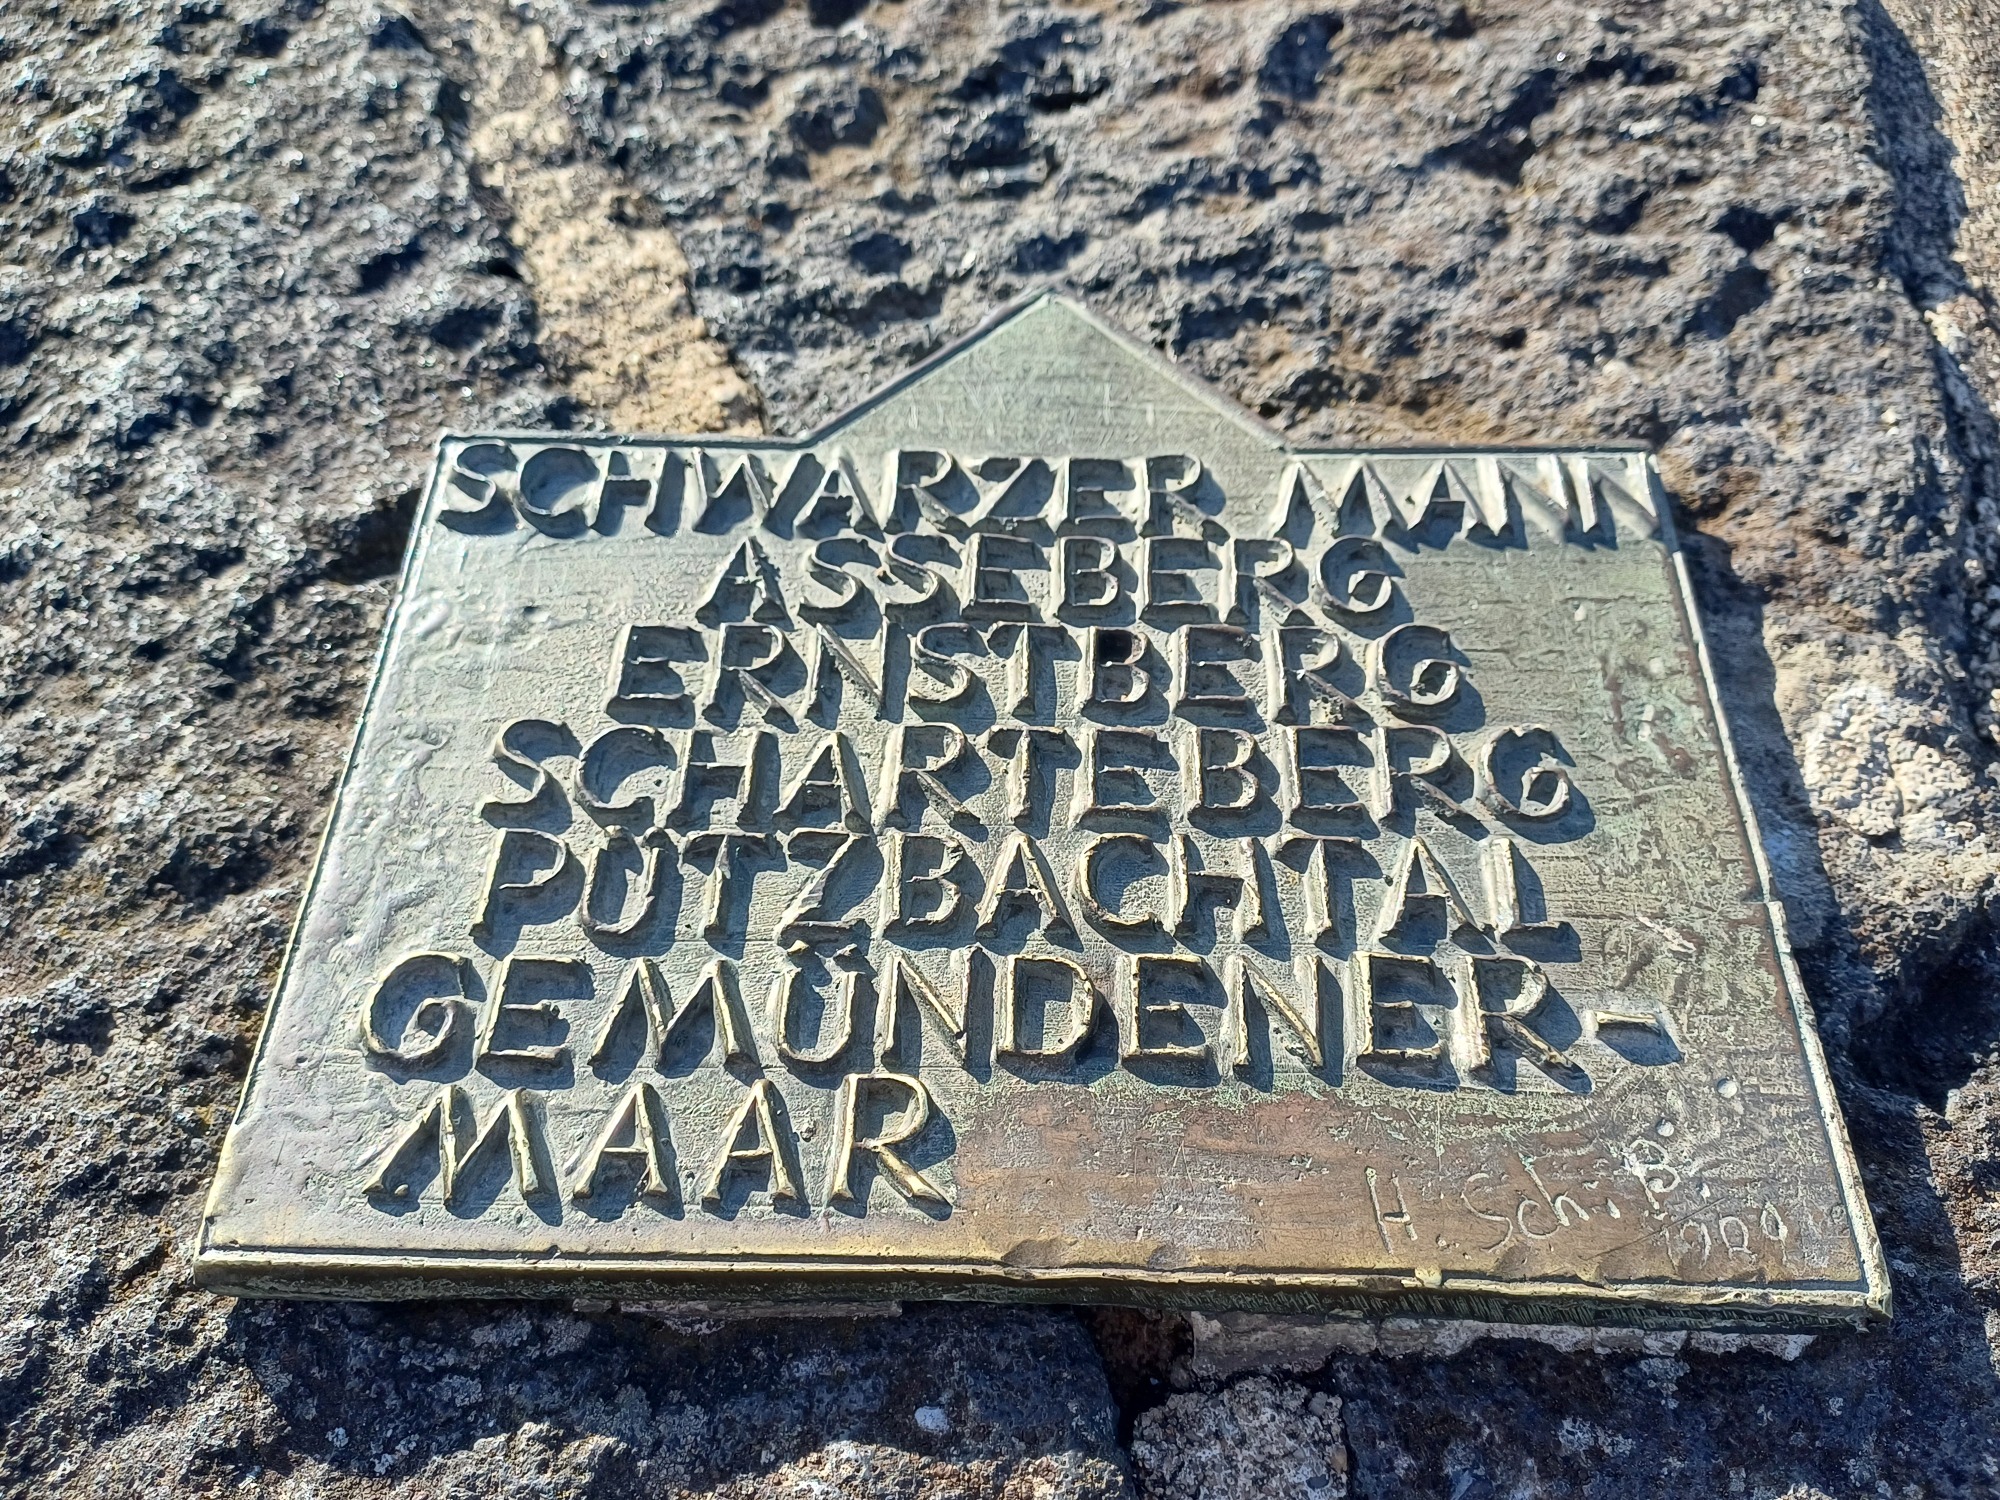 SCHWARZER MANN
ASSEBERG
ERNSTBERG
SCHARTEBERG
PÜTZBACHTAL
GEMÜNDENER-
MAAR
H.